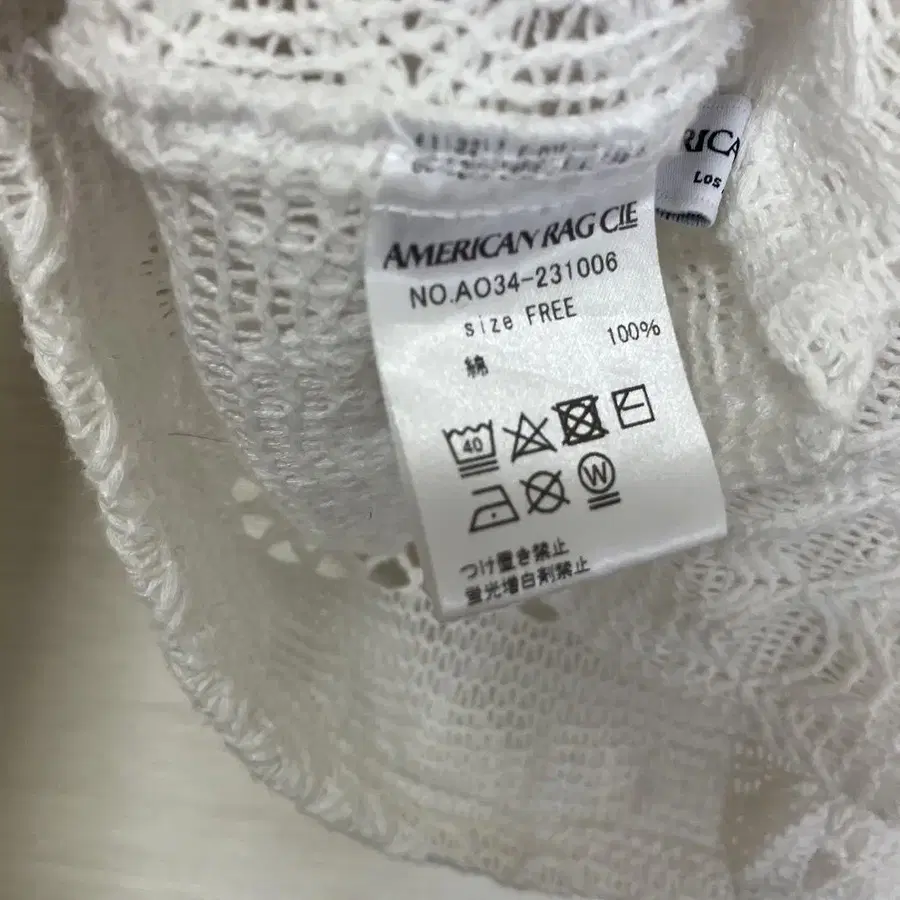 AMERICAN RAG CIE
NO.AO34-231006
size FREE
綿 100%
40
W
つけ置き禁止
蛍光増白剤禁止
RICA
Los